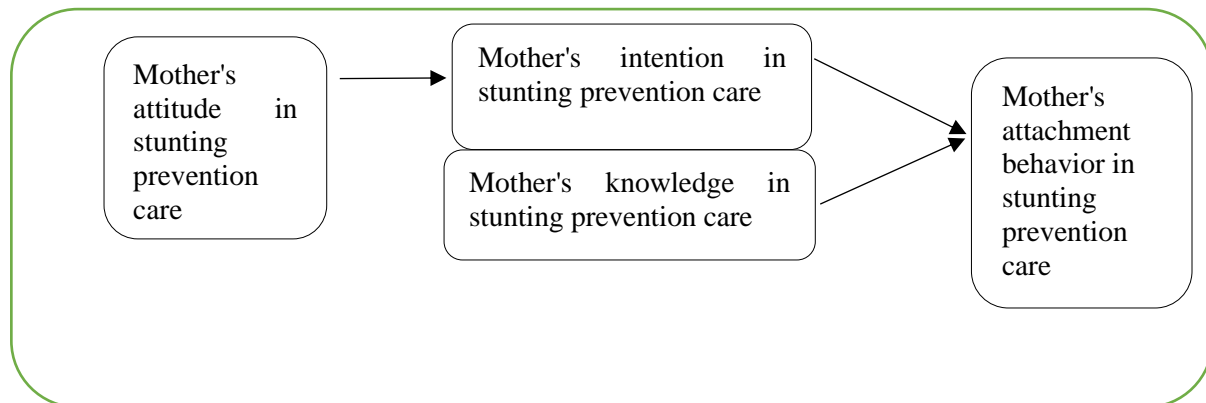 Mother's
attitude in
stunting
prevention
care
Mother's intention in
stunting prevention care
Mother's knowledge in
stunting prevention care
Mother's
attachment
behavior in
stunting
prevention
care